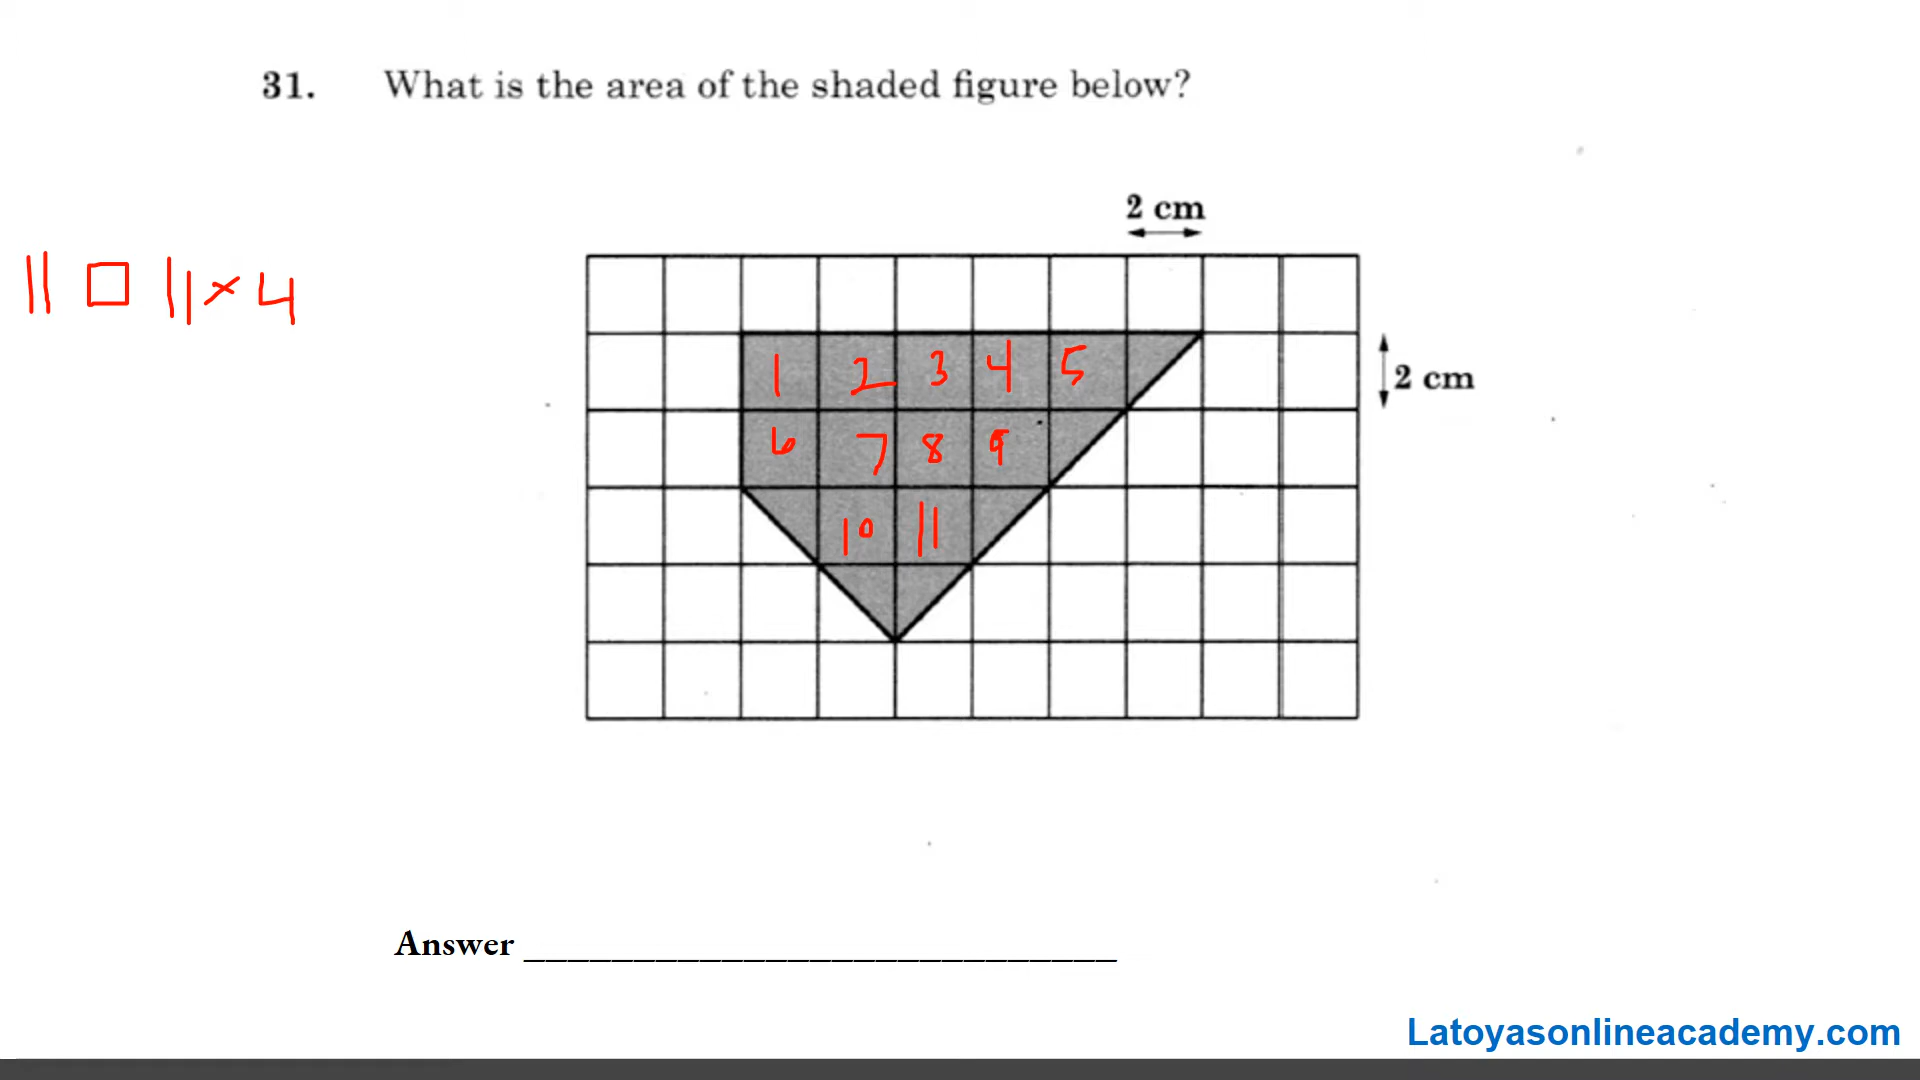 31. What is the area of the shaded figure below?
2 cm
11 □ 11 × 4
1 2 3 4 5
2 cm
6 7 8 9
10 11
Answer ___________________________
Latoyasonlineacademy.com